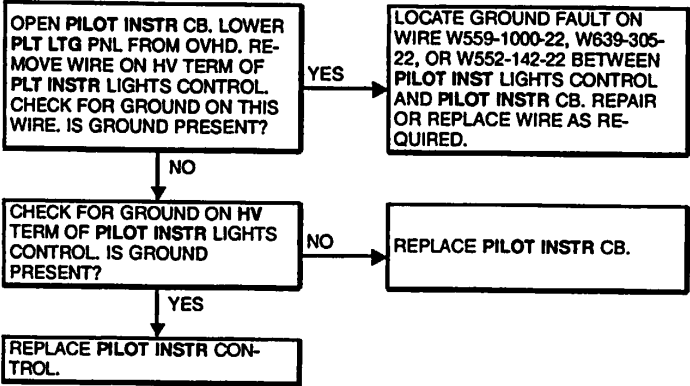 OPEN PILOT INSTR CB. LOWER
PLT LTG PNL FROM OVHD. RE-
MOVE WIRE ON HV TERM OF
PLT INSTR LIGHTS CONTROL.
CHECK FOR GROUND ON THIS
WIRE. IS GROUND PRESENT?
YES
LOCATE GROUND FAULT ON
WIRE W559-1000-22, W639-305-
22, OR W552-142-22 BETWEEN
PILOT INST LIGHTS CONTROL
AND PILOT INSTR CB. REPAIR
OR REPLACE WIRE AS RE-
QUIRED.
NO
CHECK FOR GROUND ON HV
TERM OF PILOT INSTR LIGHTS
CONTROL. IS GROUND
PRESENT?
NO
REPLACE PILOT INSTR CB.
YES
REPLACE PILOT INSTR CON-
TROL.